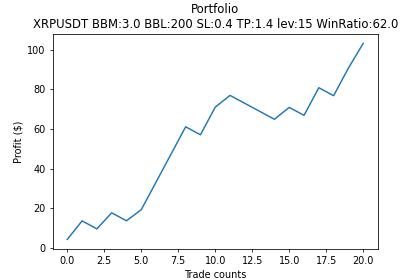 Portfolio
XRPUSDT BBM:3.0 BBL:200 SL:0.4 TP:1.4 lev:15 WinRatio:62.0
100
80
60
40
20
0
Profit ($)
0.0 2.5 5.0 7.5 10.0 12.5 15.0 17.5 20.0
Trade counts